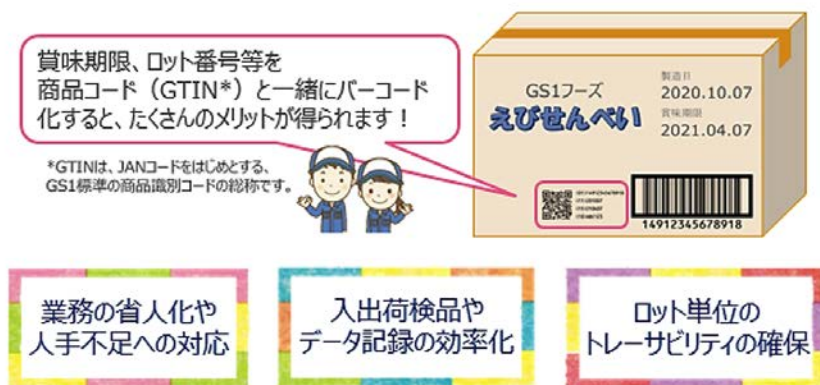 賞味期限、ロット番号等を
商品コード（GTIN*）と一緒にバーコード
化すると、たくさんのメリットが得られます！
*GTINは、JANコードをはじめとする、
GS1標準の商品識別コードの総称です。
GS1フーズ
えびせんべい
製造日
2020.10.07
賞味期限
2021.04.07
14912345678918
業務の省人化や
人手不足への対応
入出荷検品や
データ記録の効率化
ロット単位の
トレーサビリティの確保